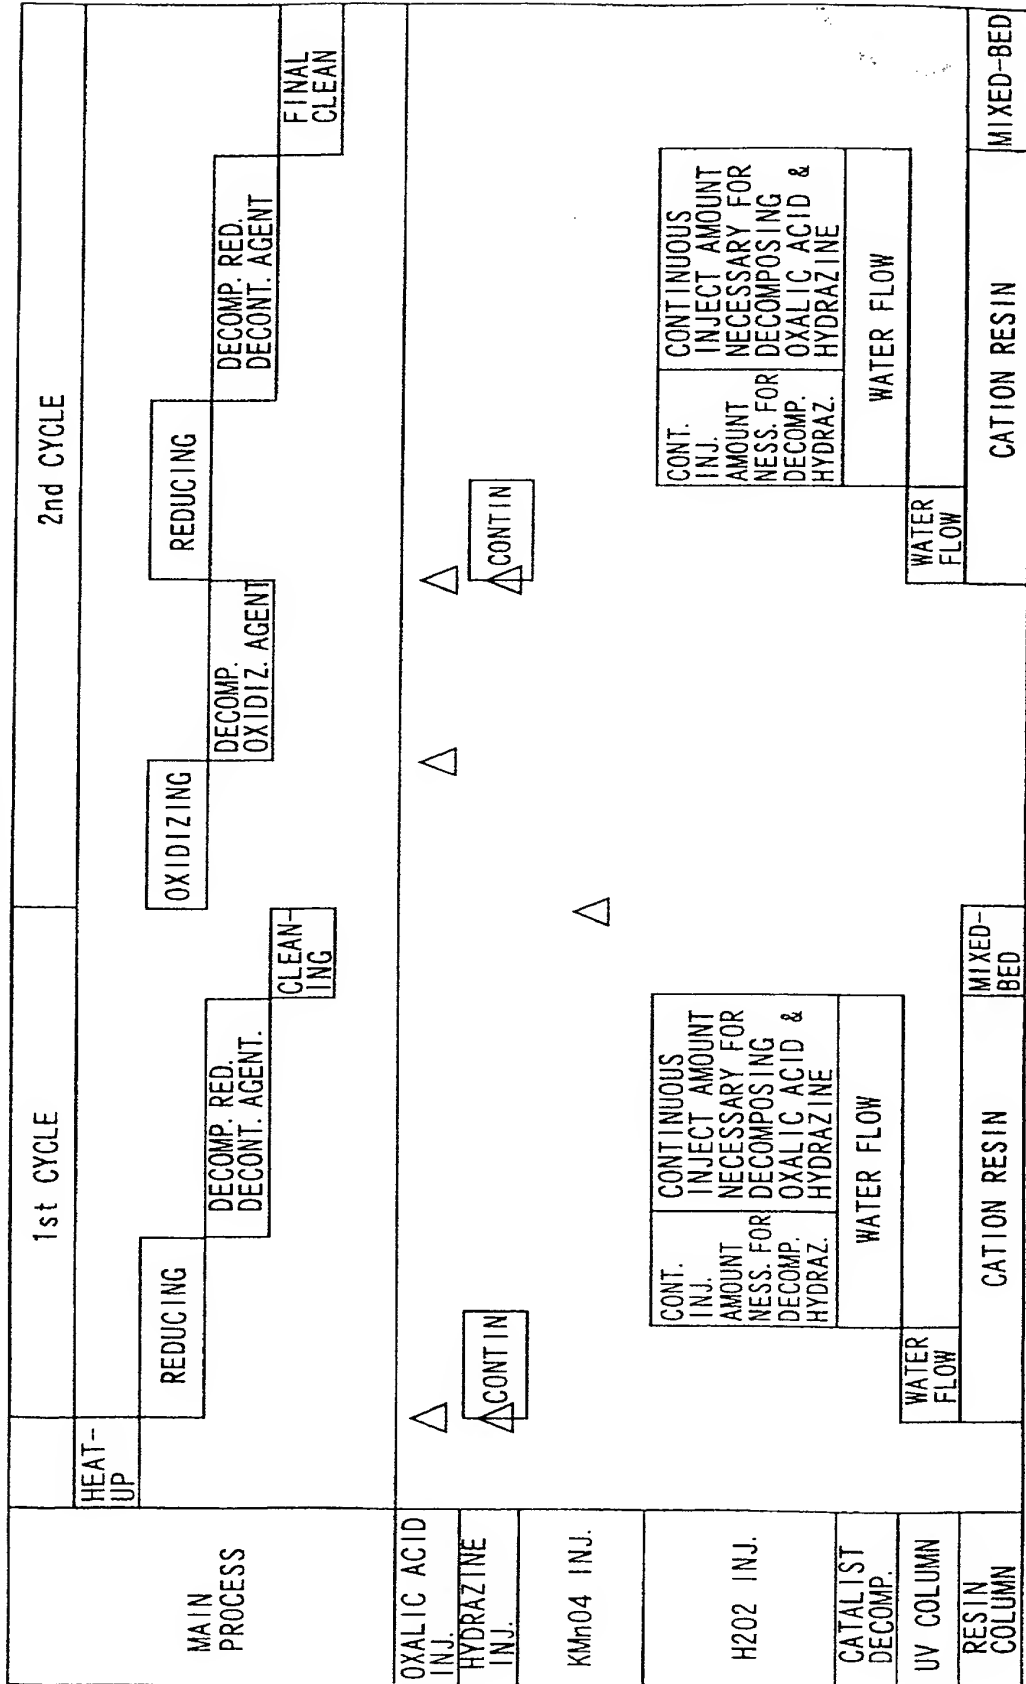 1st CYCLE
2nd CYCLE
MAIN
PROCESS
HEAT-
UP
REDUCING
DECOMP. RED.
DECONT. AGENT.
CLEAN-
ING
OXIDIZING
DECOMP.
OXIDIZ. AGENT
REDUCING
DECOMP. RED.
DECONT. AGENT
FINAL
CLEAN
OXALIC ACID
INJ.
HYDRAZINE
INJ.
CONTIN
CONTIN
KMnO4 INJ.
H2O2 INJ.
CONT.
INJ.
AMOUNT
NESS. FOR
DECOMP.
HYDRAZ.
CONTINUOUS
INJECT AMOUNT
NECESSARY FOR
DECOMPOSING
OXALIC ACID &
HYDRAZINE
CONT.
INJ.
AMOUNT
NESS. FOR
DECOMP.
HYDRAZ.
CONTINUOUS
INJECT AMOUNT
NECESSARY FOR
DECOMPOSING
OXALIC ACID &
HYDRAZINE
CATALIST
DECOMP.
WATER FLOW
WATER FLOW
UV COLUMN
WATER
FLOW
WATER
FLOW
RESIN
COLUMN
CATION RESIN
MIXED-
BED
CATION RESIN
MIXED-BED